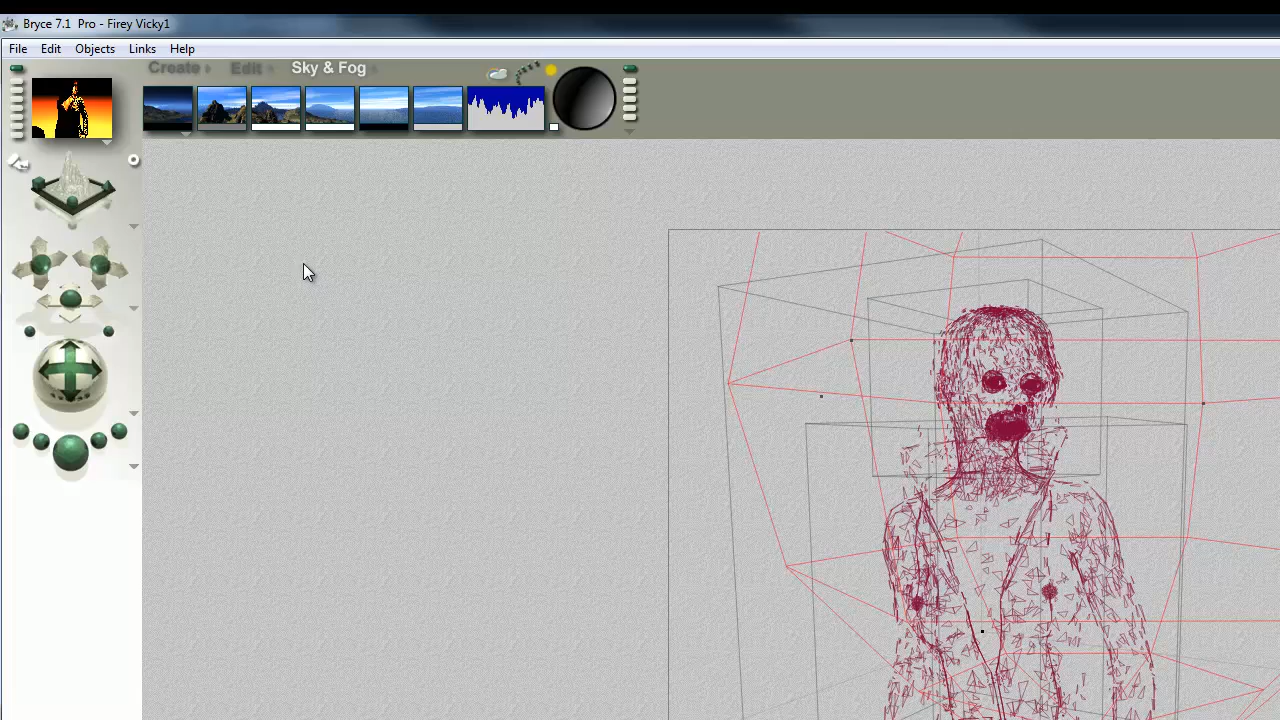 Bryce 7.1 Pro - Firey Vicky1
File Edit Objects Links Help
Create Edit Sky & Fog